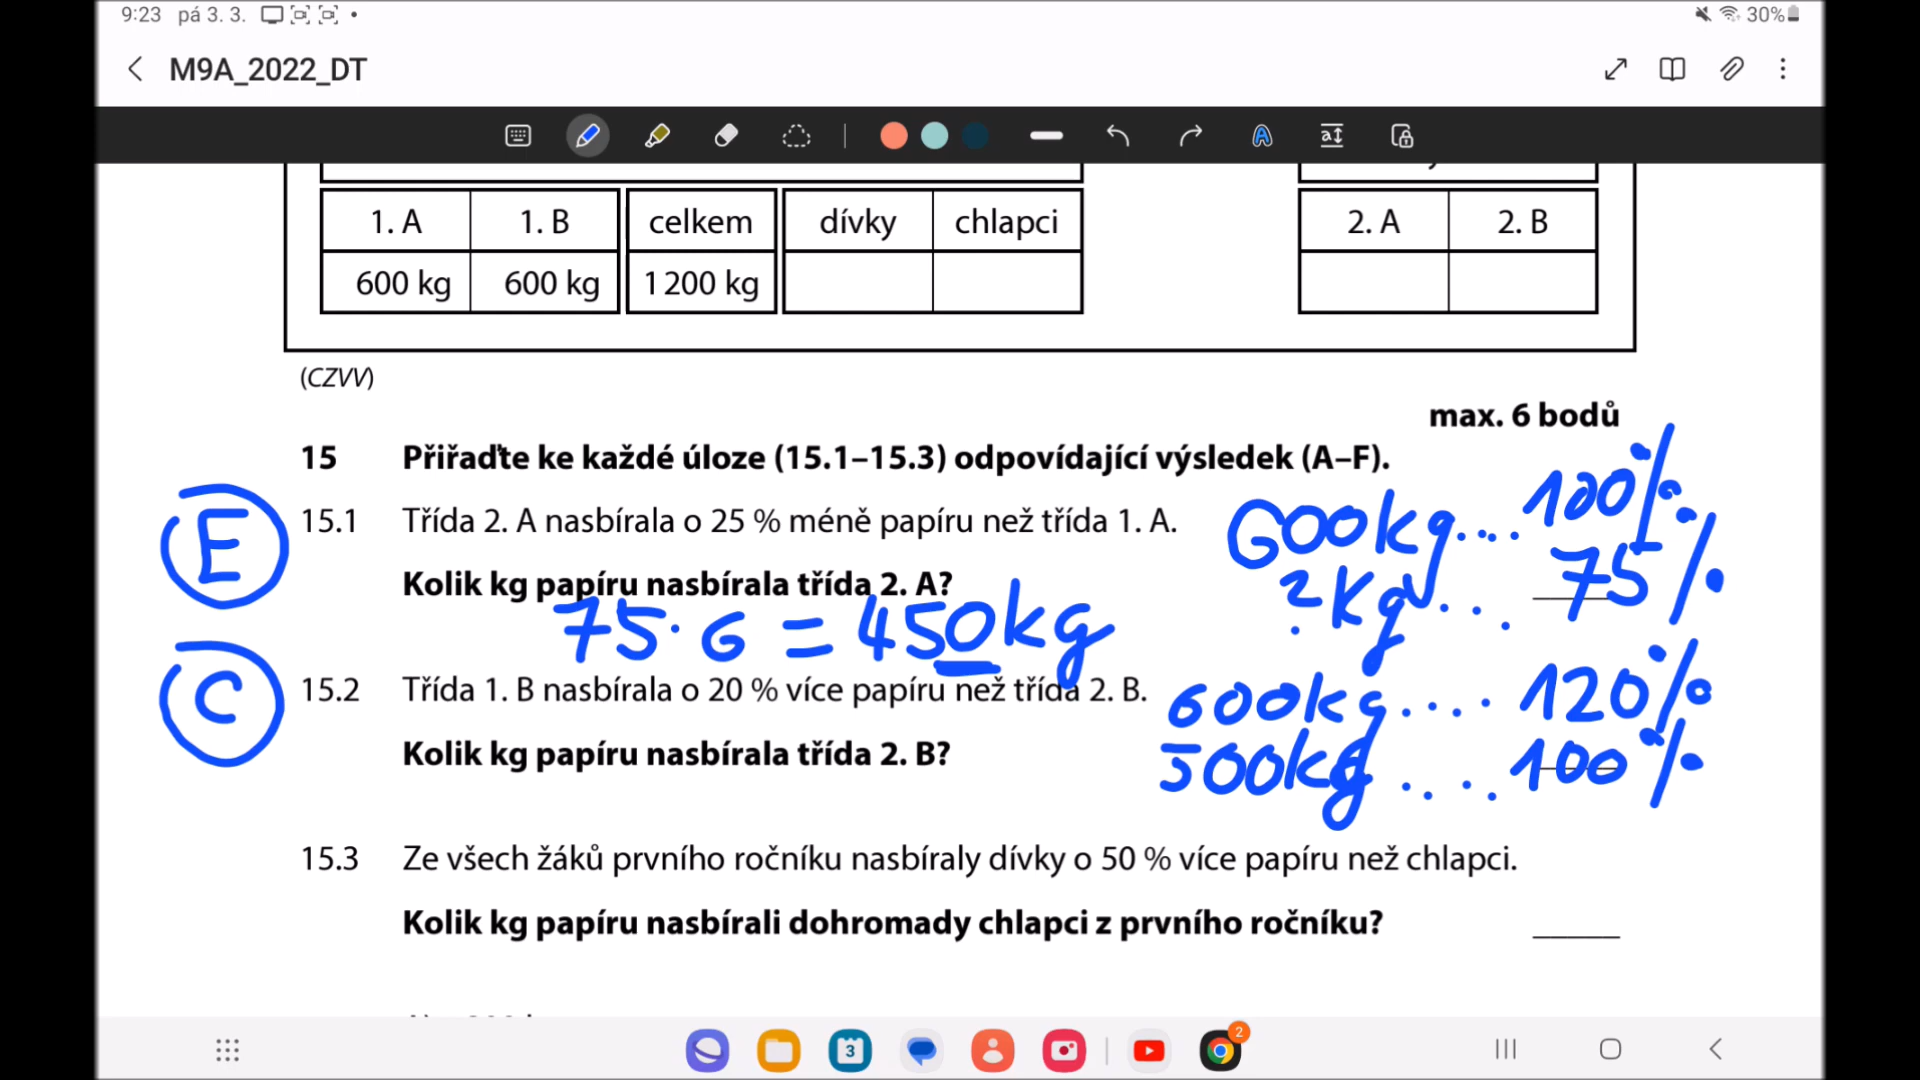 9:23 pá 3. 3. 30%
M9A_2022_DT
1. A 1. B celkem dívky chlapci 2. A 2. B
600 kg 600 kg 1 200 kg
(CZVV)
max. 6 bodů
15 Přiřaďte ke každé úloze (15.1–15.3) odpovídající výsledek (A–F).
E 15.1 Třída 2. A nasbírala o 25 % méně papíru než třída 1. A. 600kg.... 100%
Kolik kg papíru nasbírala třída 2. A? ?kg... 75%
75 · 6 = 450kg
C 15.2 Třída 1. B nasbírala o 20 % více papíru než třída 2. B. 600kg.... 120%
Kolik kg papíru nasbírala třída 2. B? 500kg.... 100%
15.3 Ze všech žáků prvního ročníku nasbíraly dívky o 50 % více papíru než chlapci.
Kolik kg papíru nasbírali dohromady chlapci z prvního ročníku?
3
2